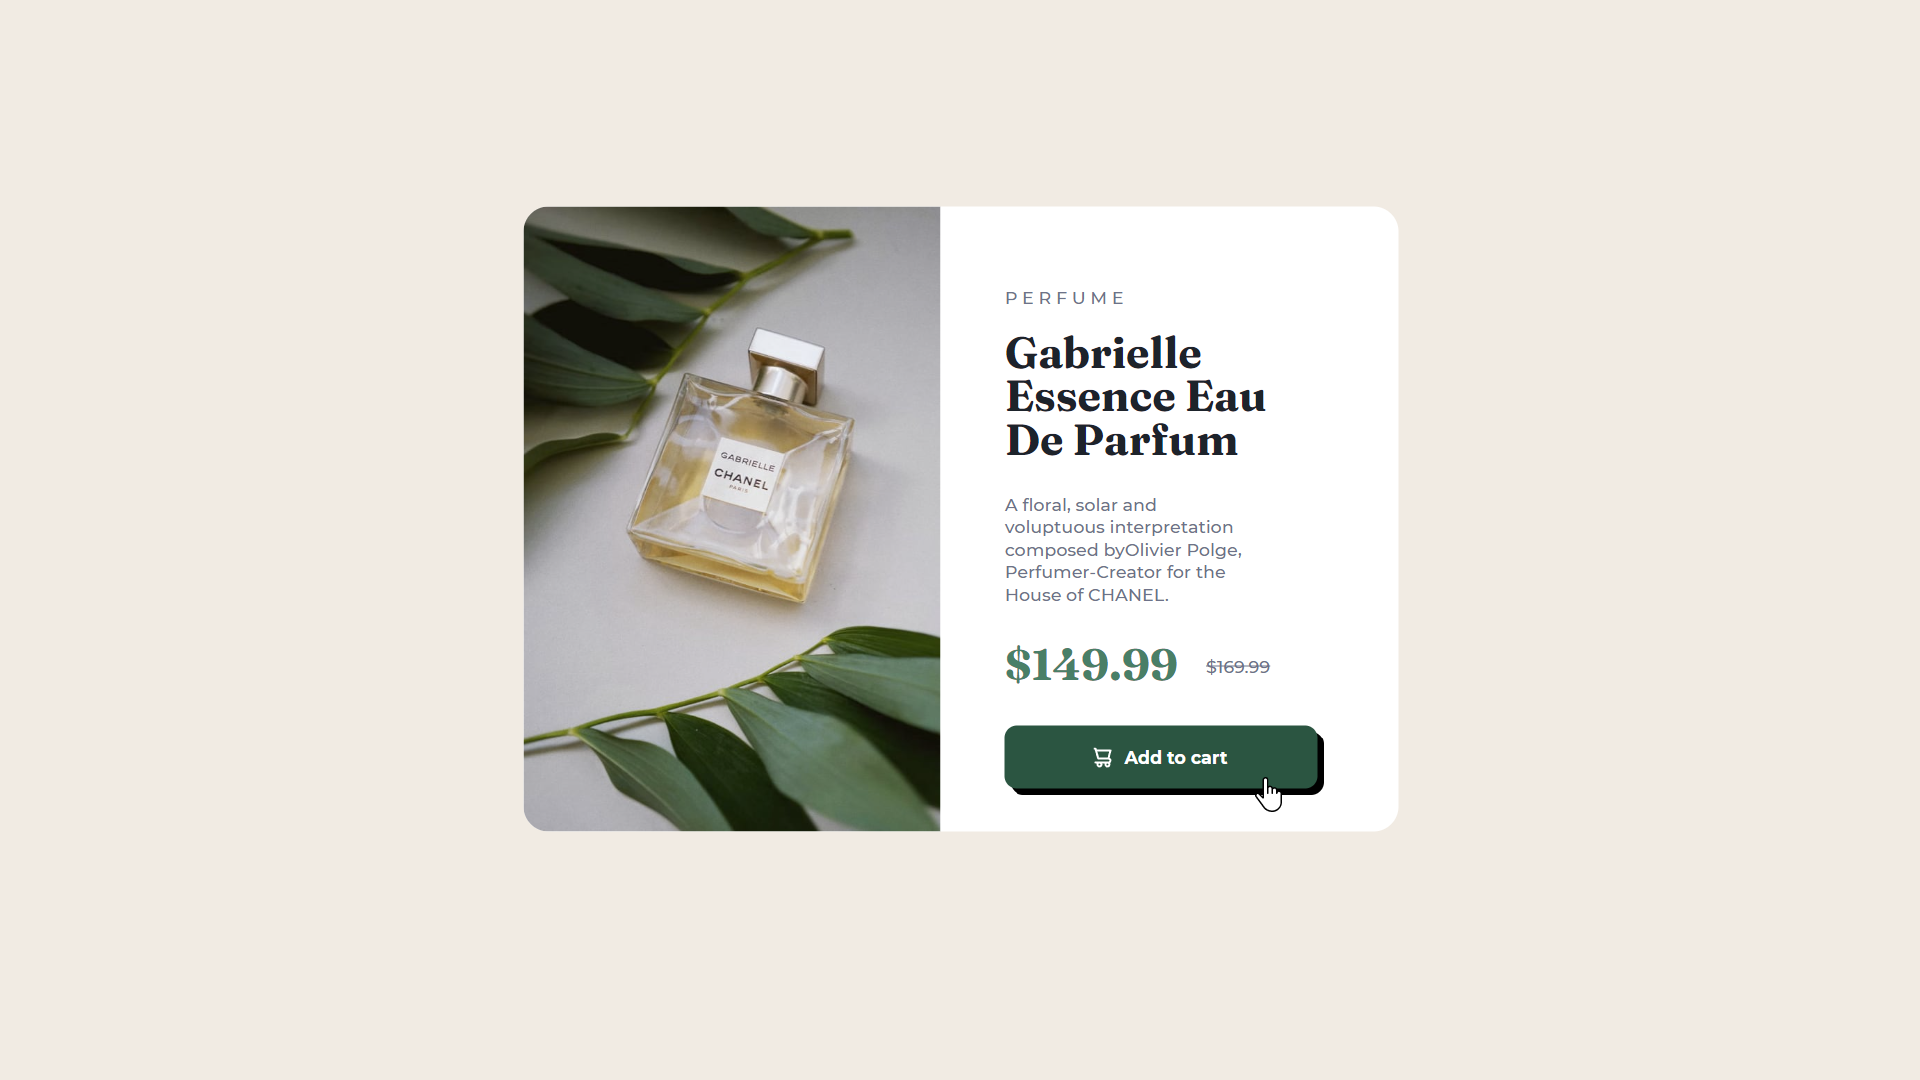 GABRIELLE
CHANEL
PARIS
PERFUME
Gabrielle
Essence Eau
De Parfum
A floral, solar and
voluptuous interpretation
composed byOlivier Polge,
Perfumer-Creator for the
House of CHANEL.
$149.99 $169.99
Add to cart